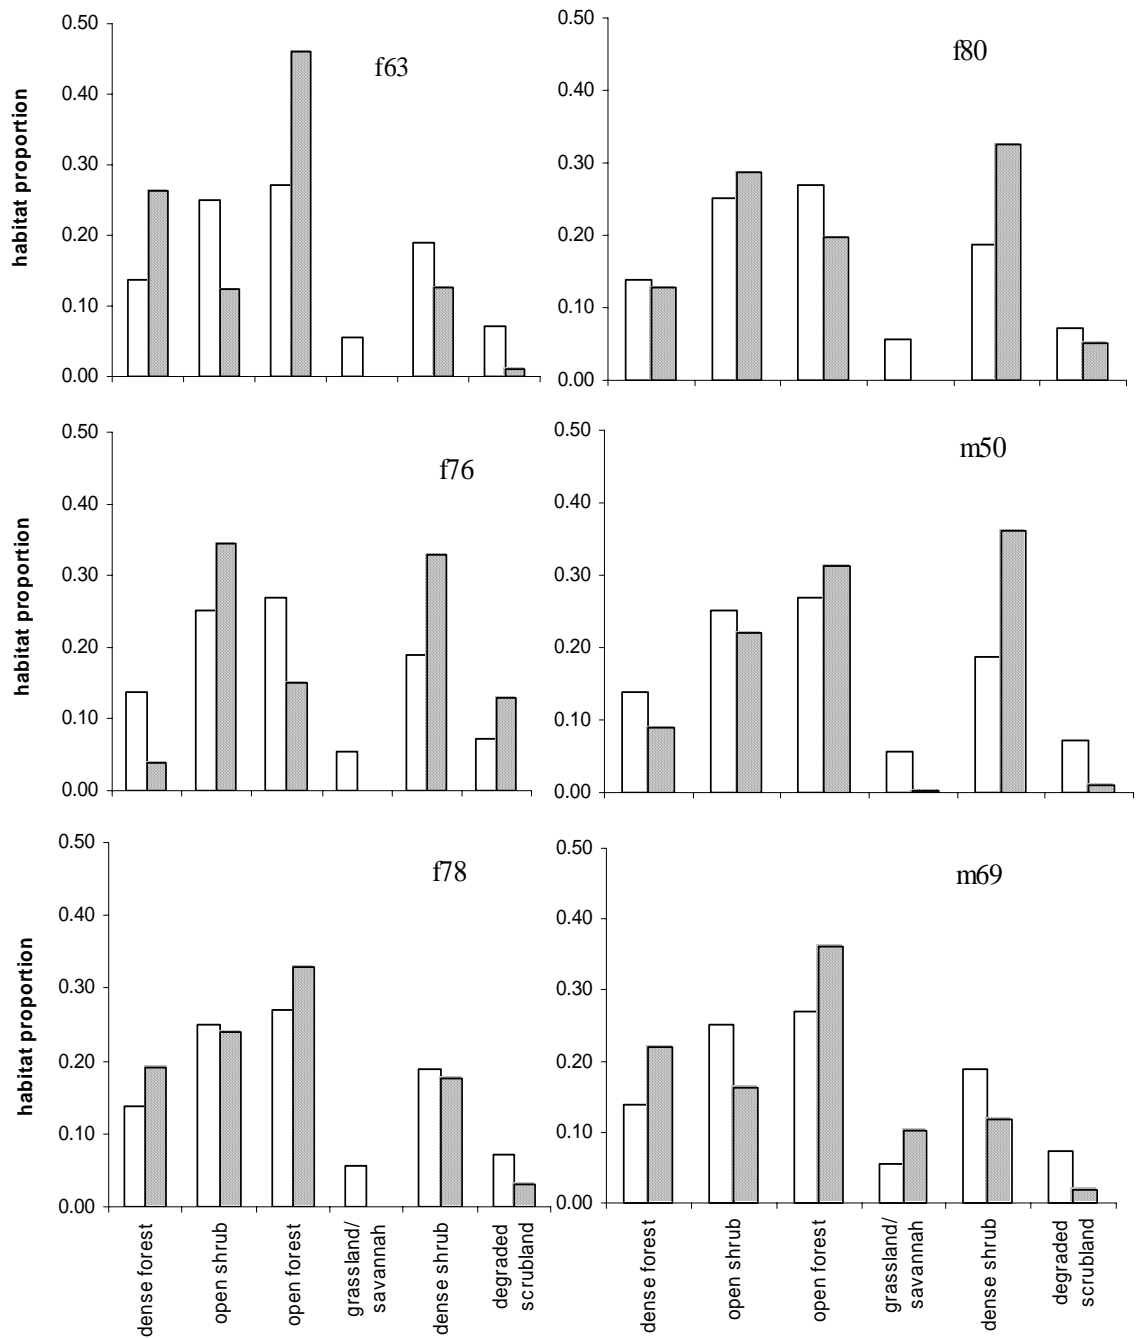 f63
0.50
0.40
0.30
0.20
0.10
0.00
habitat proportion
f80
0.50
0.40
0.30
0.20
0.10
0.00
f76
0.50
0.40
0.30
0.20
0.10
0.00
habitat proportion
m50
0.50
0.40
0.30
0.20
0.10
0.00
f78
0.50
0.40
0.30
0.20
0.10
0.00
habitat proportion
dense forest
open shrub
open forest
grassland/
savannah
dense shrub
degraded
scrubland
m69
0.50
0.40
0.30
0.20
0.10
0.00
dense forest
open shrub
open forest
grassland/
savannah
dense shrub
degraded
scrubland